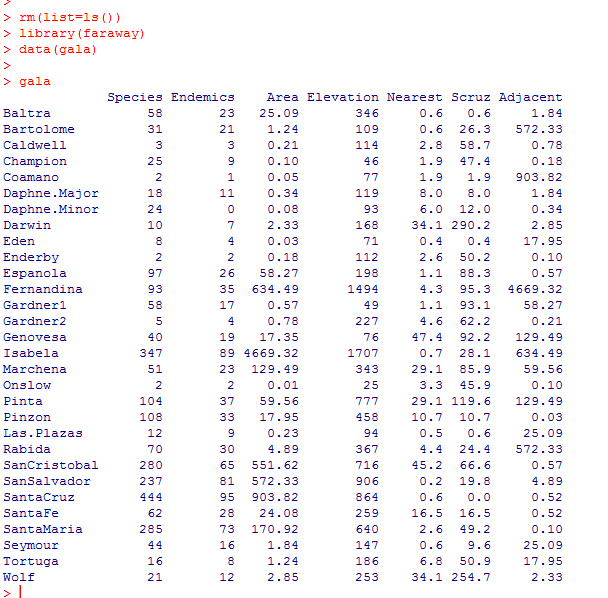 >
> rm(list=ls())
> library(faraway)
> data(gala)
>
> gala
Species Endemics Area Elevation Nearest Scruz Adjacent
Baltra 58 23 25.09 346 0.6 0.6 1.84
Bartolome 31 21 1.24 109 0.6 26.3 572.33
Caldwell 3 3 0.21 114 2.8 58.7 0.78
Champion 25 9 0.10 46 1.9 47.4 0.18
Coamano 2 1 0.05 77 1.9 1.9 903.82
Daphne.Major 18 11 0.34 119 8.0 8.0 1.84
Daphne.Minor 24 0 0.08 93 6.0 12.0 0.34
Darwin 10 7 2.33 168 34.1 290.2 2.85
Eden 8 4 0.03 71 0.4 0.4 17.95
Enderby 2 2 0.18 112 2.6 50.2 0.10
Espanola 97 26 58.27 198 1.1 88.3 0.57
Fernandina 93 35 634.49 1494 4.3 95.3 4669.32
Gardner1 58 17 0.57 49 1.1 93.1 58.27
Gardner2 5 4 0.78 227 4.6 62.2 0.21
Genovesa 40 19 17.35 76 47.4 92.2 129.49
Isabela 347 89 4669.32 1707 0.7 28.1 634.49
Marchena 51 23 129.49 343 29.1 85.9 59.56
Onslow 2 2 0.01 25 3.3 45.9 0.10
Pinta 104 37 59.56 777 29.1 119.6 129.49
Pinzon 108 33 17.95 458 10.7 10.7 0.03
Las.Plazas 12 9 0.23 94 0.5 0.6 25.09
Rabida 70 30 4.89 367 4.4 24.4 572.33
SanCristobal 280 65 551.62 716 45.2 66.6 0.57
SanSalvador 237 81 572.33 906 0.2 19.8 4.89
SantaCruz 444 95 903.82 864 0.6 0.0 0.52
SantaFe 62 28 24.08 259 16.5 16.5 0.52
SantaMaria 285 73 170.92 640 2.6 49.2 0.10
Seymour 44 16 1.84 147 0.6 9.6 25.09
Tortuga 16 8 1.24 186 6.8 50.9 17.95
Wolf 21 12 2.85 253 34.1 254.7 2.33
>